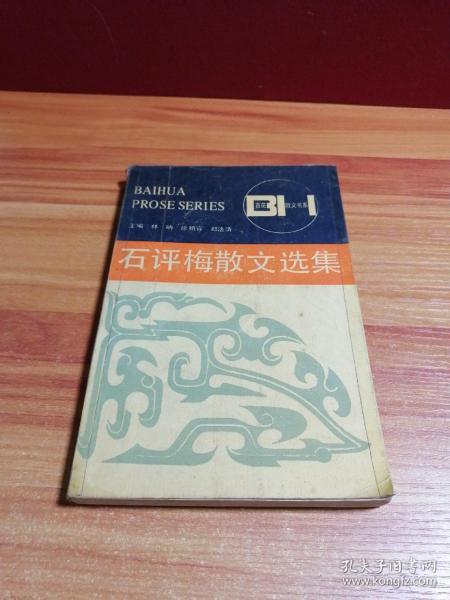 BAIHUA
PROSE SERIES
百花 散文书系
BH
主编 林呐 徐柏容 郑法清
石评梅散文选集
孔夫子旧书网
www.kongfz.com